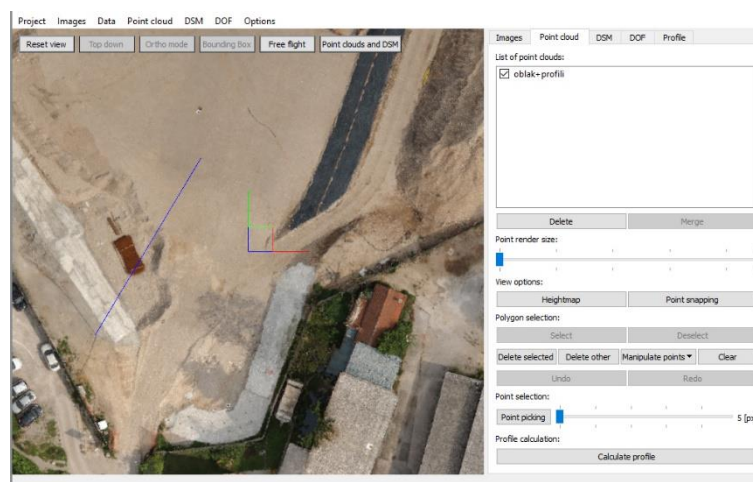 Project Images Data Point cloud DSM DOF Options
Reset view Top down Ortho mode Bounding Box Free flight Point clouds and DSM
Images Point cloud DSM DOF Profile
List of point clouds:
oblak+profili
Delete Merge
Point render size:
View options:
Heightmap Point snapping
Polygon selection:
Select Deselect
Delete selected Delete other Manipulate points Clear
Undo Redo
Point selection:
Point picking 5 [px
Profile calculation:
Calculate profile